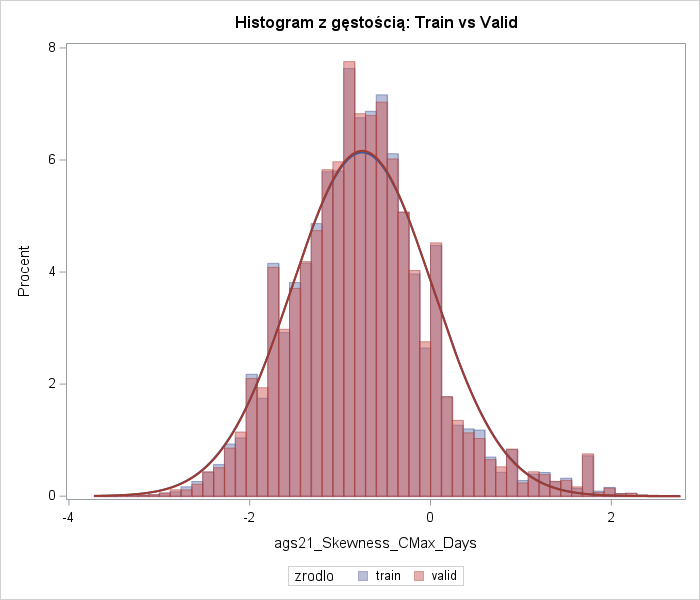 Histogram z gęstością: Train vs Valid
Procent
8
6
4
2
0
-4
-2
0
2
ags21_Skewness_CMax_Days
zrodlo
train
valid